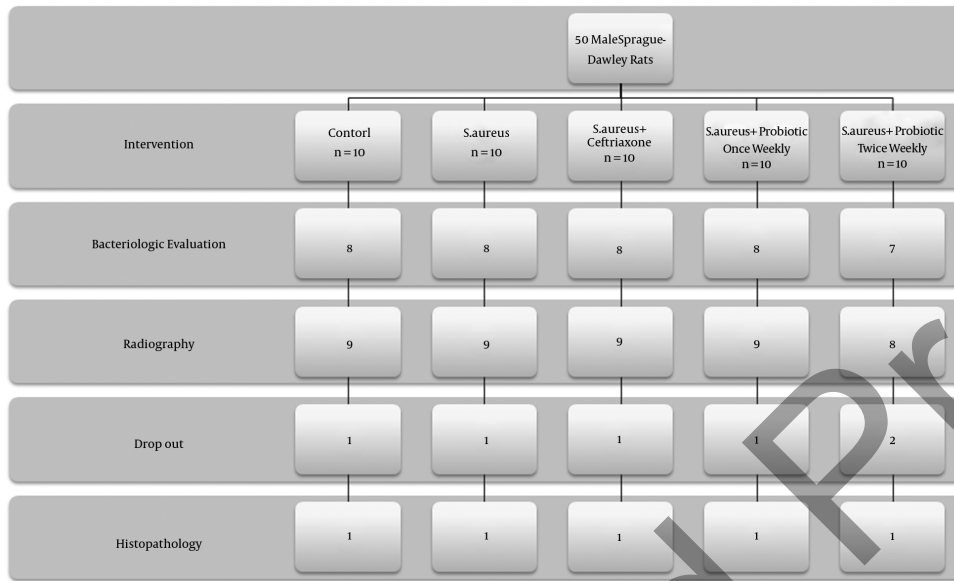 50 MaleSprague-
Dawley Rats
Intervention
Contorl
n = 10
S.aureus
n = 10
S.aureus+
Ceftriaxone
n = 10
S.aureus+ Probiotic
Once Weekly
n = 10
S.aureus+ Probiotic
Twice Weekly
n = 10
Bacteriologic Evaluation
8
8
8
8
7
Radiography
9
9
9
9
8
Drop out
1
1
1
1
2
Histopathology
1
1
1
1
1
d Pr